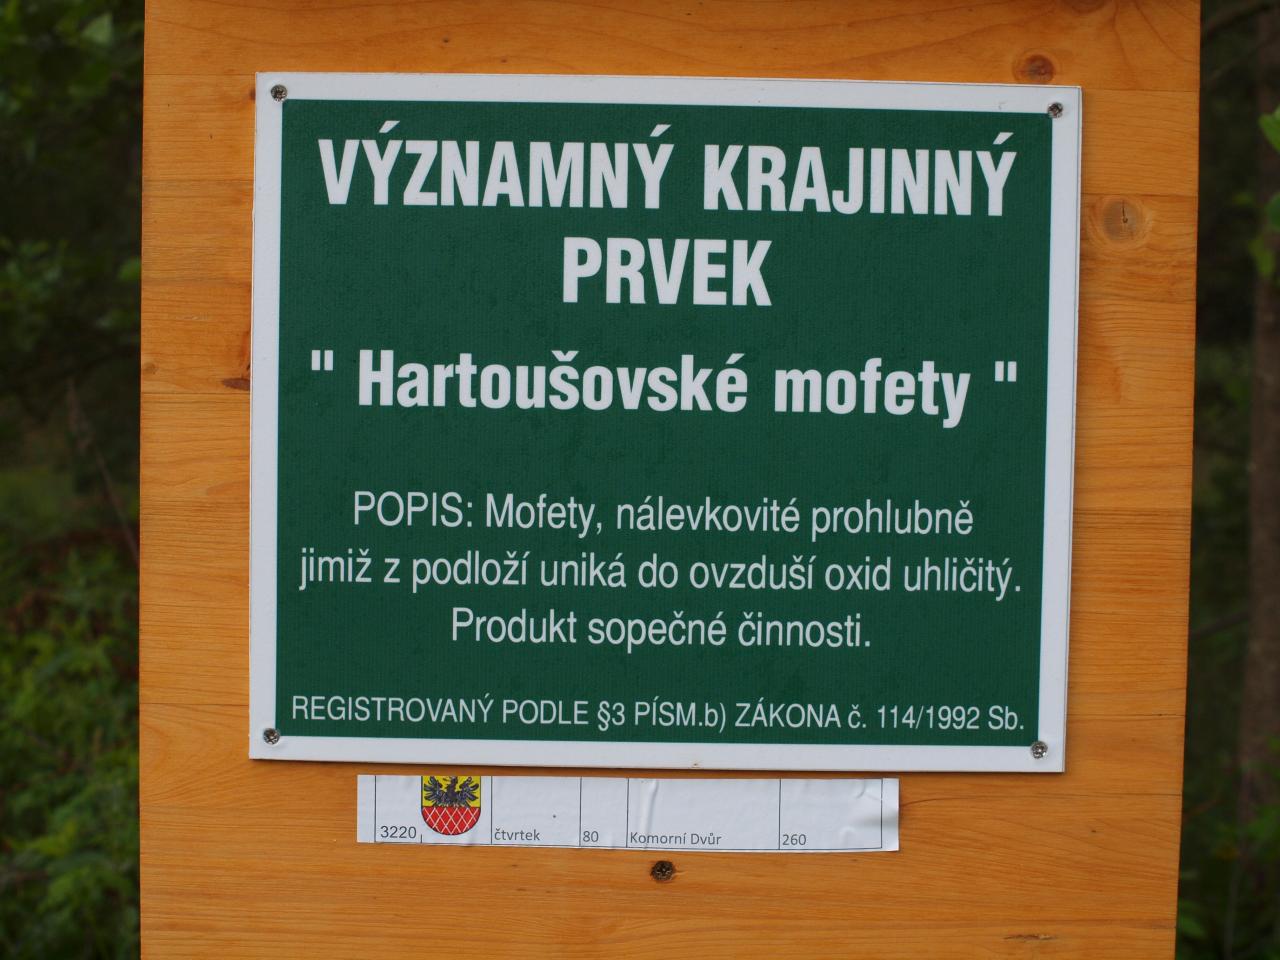 VÝZNAMNÝ KRAJINNÝ
PRVEK
" Hartoušovské mofety "
POPIS: Mofety, nálevkovité prohlubně
jimiž z podloží uniká do ovzduší oxid uhličitý.
Produkt sopečné činnosti.
REGISTROVANÝ PODLE §3 PÍSM.b) ZÁKONA č. 114/1992 Sb.
3220 čtvrtek 80 Komorní Dvůr 260